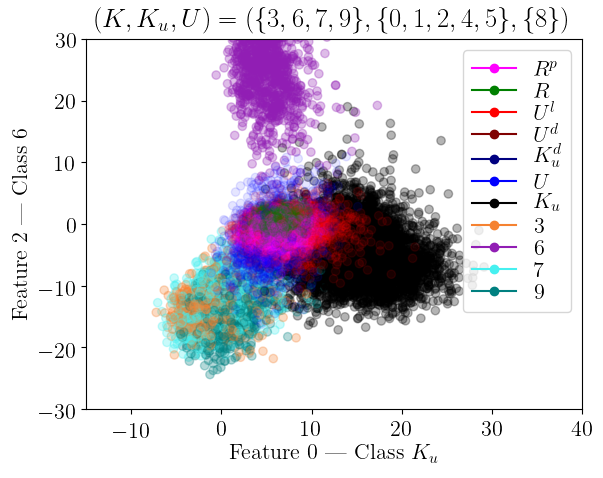 (K, K_u, U) = ({3, 6, 7, 9}, {0, 1, 2, 4, 5}, {8})
30
20
10
0
−10
−20
−30
Feature 2 — Class 6
R^p
R
U^l
U^d
K_u^d
U
K_u
3
6
7
9
−10
0
10
20
30
40
Feature 0 — Class K_u